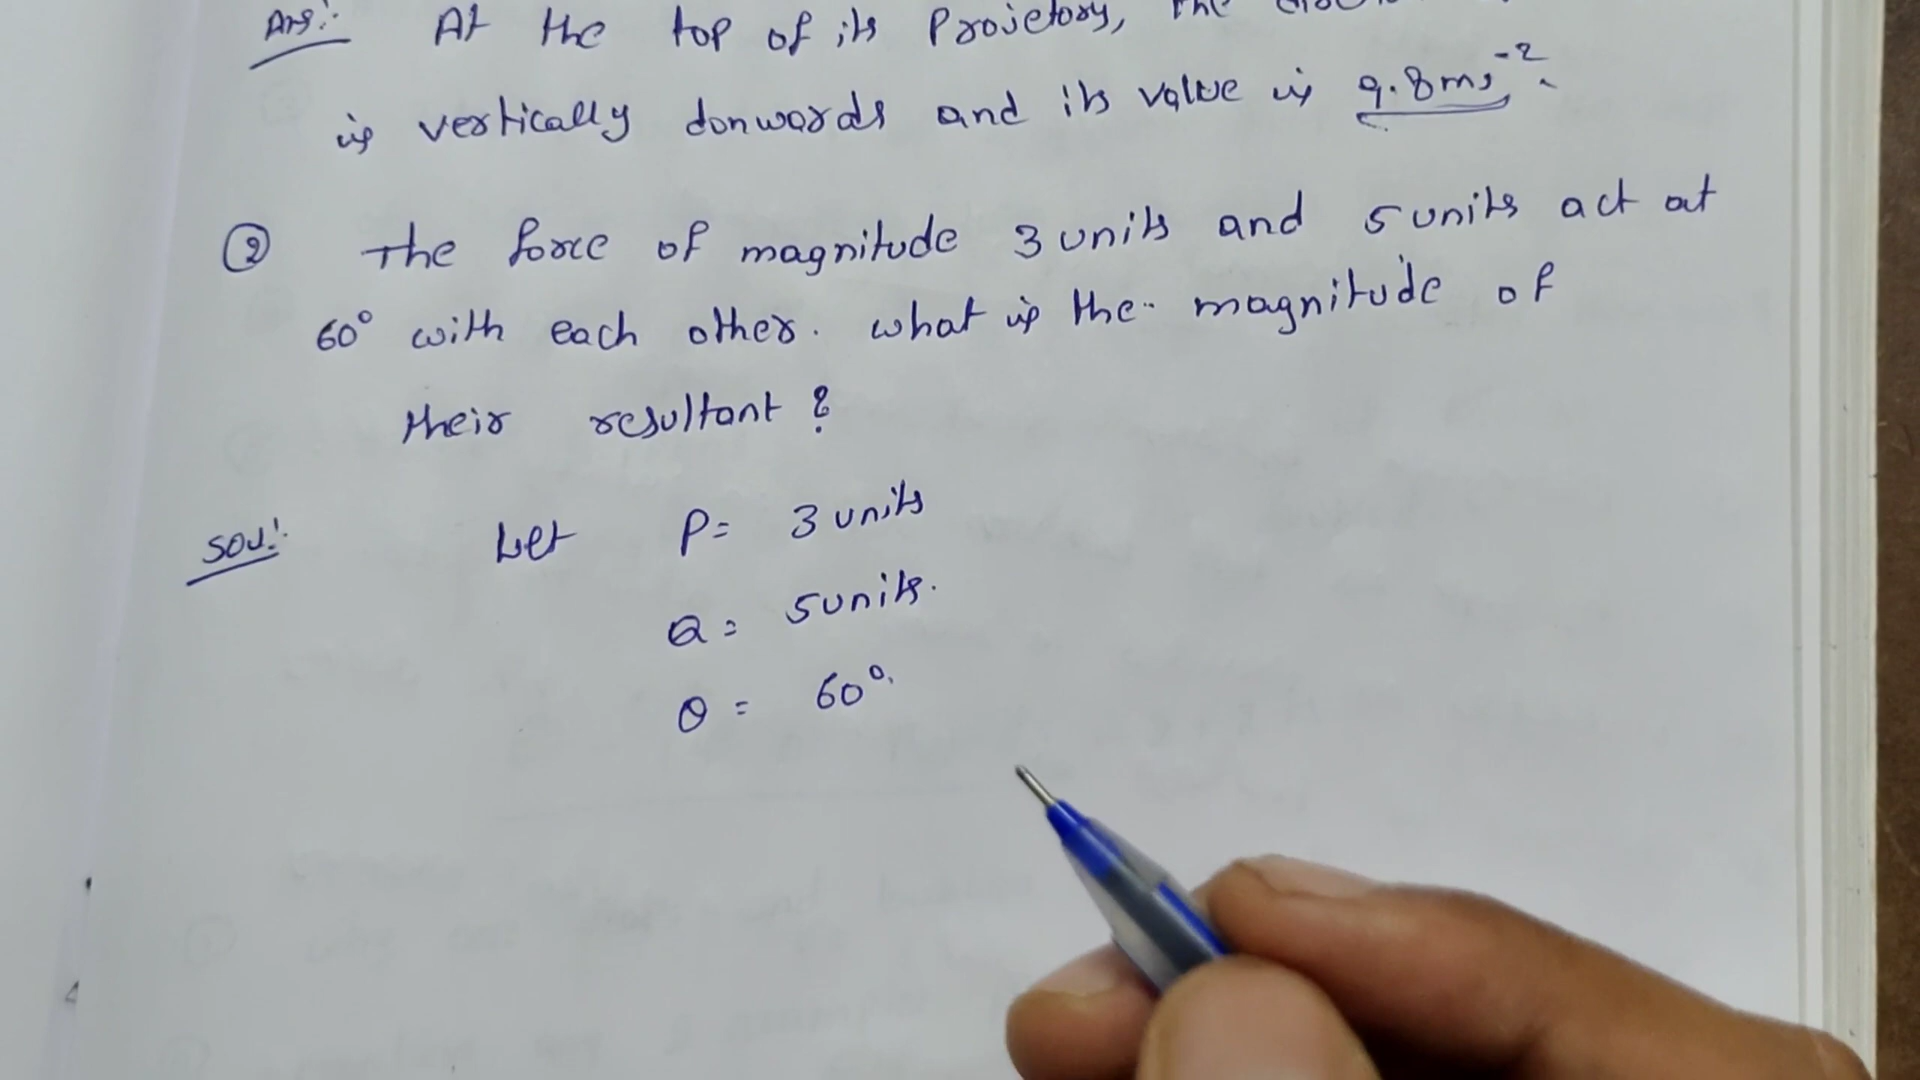 Ans:- At the top of its Projetory, the
is vertically donwards and its value is 9.8ms⁻².
② The force of magnitude 3 units and 5 units act at
60° with each other. what is the magnitude of
their resultant?
Sol:- Let P= 3 units
Q= 5 units.
θ = 60°.